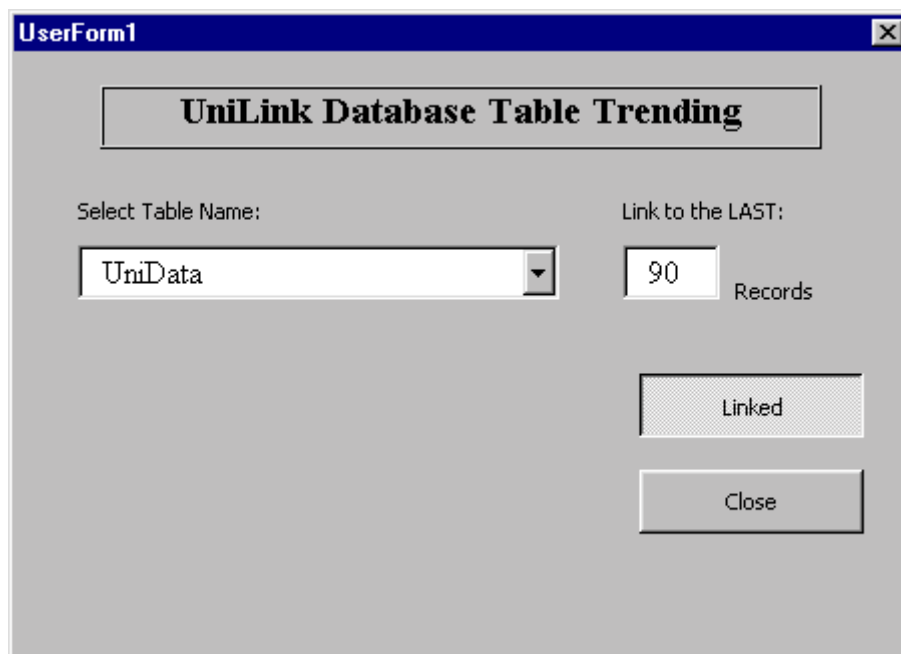 UserForm1
UniLink Database Table Trending
Select Table Name:
Link to the LAST:
UniData
90
Records
Linked
Close